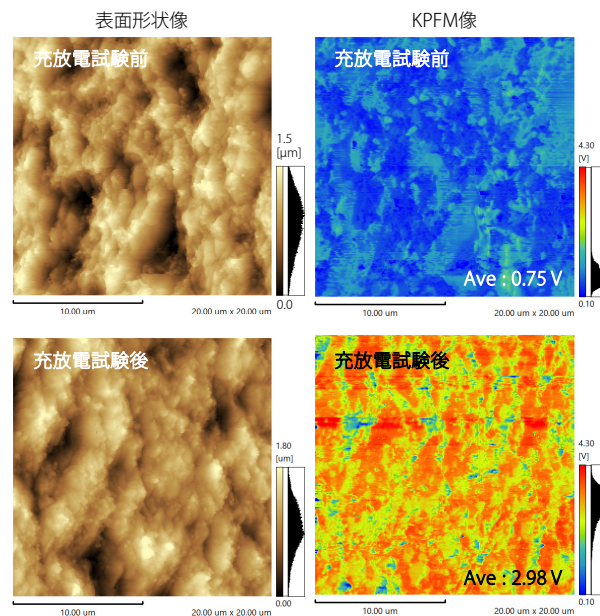 表面形状像
KPFM像
充放電試験前
1.5
[μm]
0.0
10.00 um
20.00 um x 20.00 um
充放電試験前
Ave : 0.75 V
4.30
[V]
0.10
10.00 um
20.00 um x 20.00 um
充放電試験後
1.80
[um]
0.00
10.00 um
20.00 um x 20.00 um
充放電試験後
Ave : 2.98 V
4.30
[V]
0.10
10.00 um
20.00 um x 20.00 um